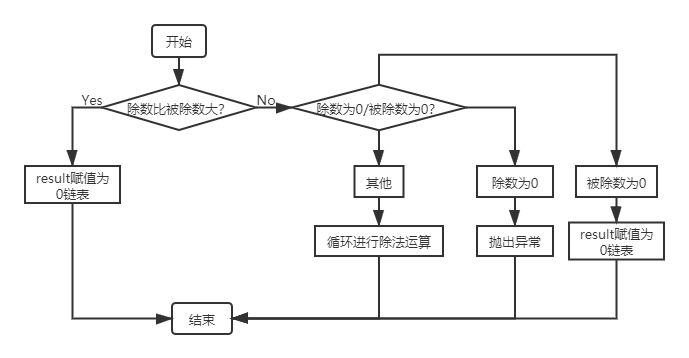 开始
除数比被除数大?
Yes
No
除数为0/被除数为0?
result赋值为
0链表
其他
除数为0
被除数为0
循环进行除法运算
抛出异常
result赋值为
0链表
结束